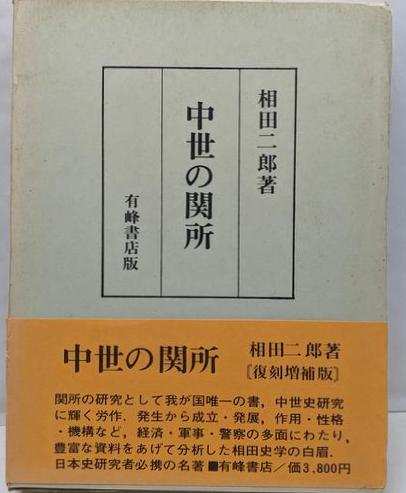 相田二郎著
中世の関所
有峰書店版
中世の関所
相田二郎著
〔復刻増補版〕
関所の研究として我が国唯一の書，中世史研究
に輝く労作．発生から成立・発展，作用・性格
・機構など，経済・軍事・警察の多面にわたり，
豊富な資料をあげて分析した相田史学の白眉．
日本史研究者必携の名著■有峰書店／価3,800円